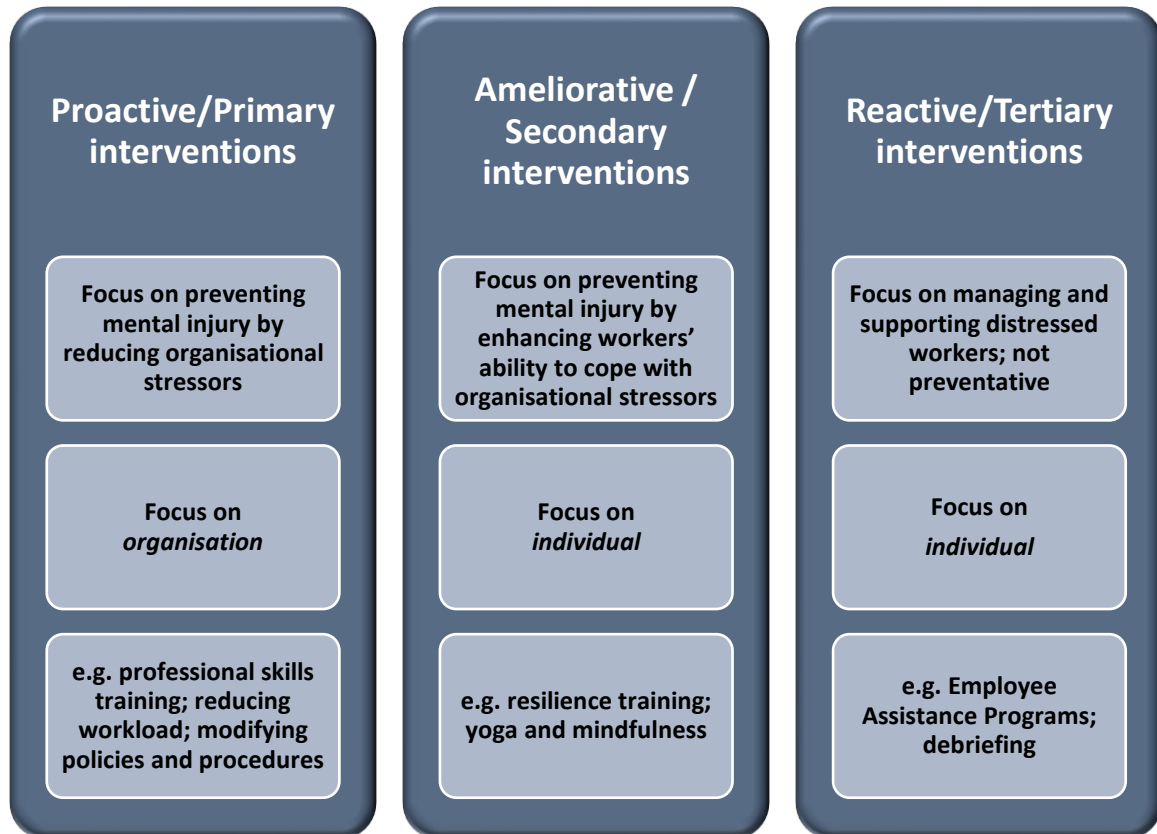 Proactive/Primary
interventions
Focus on preventing
mental injury by
reducing organisational
stressors
Focus on
organisation
e.g. professional skills
training; reducing
workload; modifying
policies and procedures
Ameliorative /
Secondary
interventions
Focus on preventing
mental injury by
enhancing workers’
ability to cope with
organisational stressors
Focus on
individual
e.g. resilience training;
yoga and mindfulness
Reactive/Tertiary
interventions
Focus on managing and
supporting distressed
workers; not
preventative
Focus on
individual
e.g. Employee
Assistance Programs;
debriefing